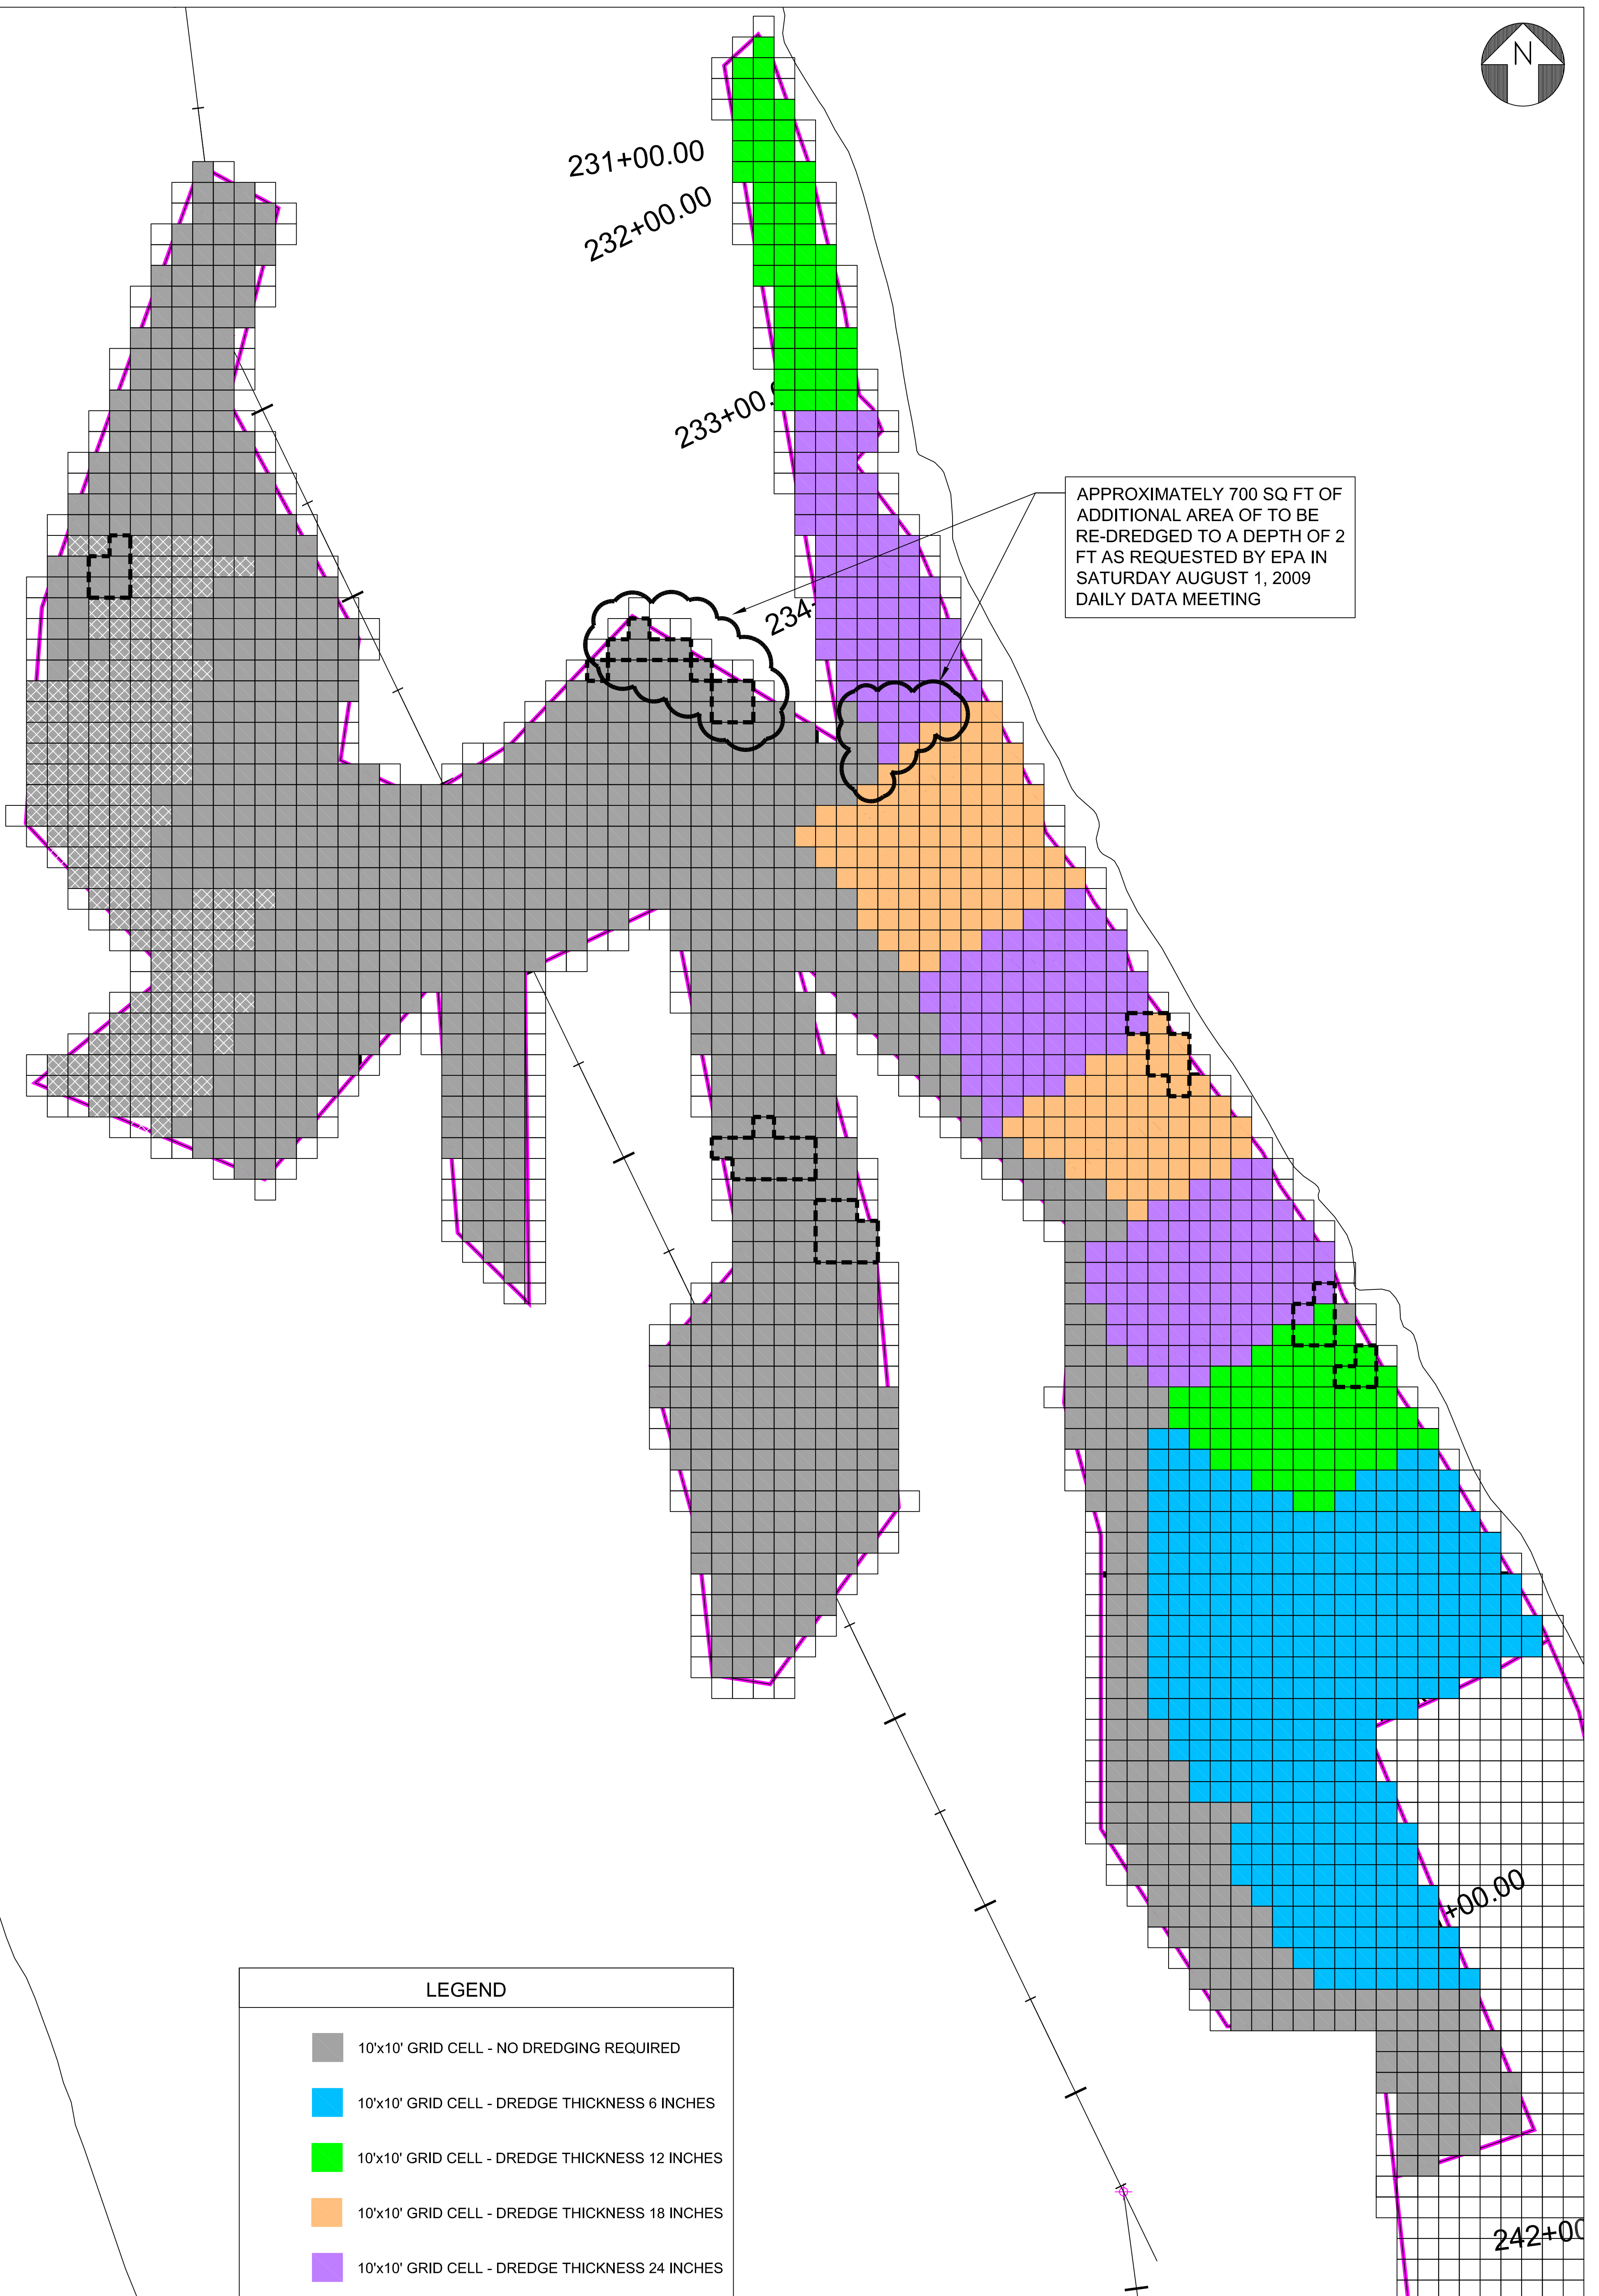 N
231+00.00
232+00.00
233+00.
APPROXIMATELY 700 SQ FT OF
ADDITIONAL AREA OF TO BE
RE-DREDGED TO A DEPTH OF 2
FT AS REQUESTED BY EPA IN
SATURDAY AUGUST 1, 2009
DAILY DATA MEETING
234
+00.00
242+00
LEGEND
10'x10' GRID CELL - NO DREDGING REQUIRED
10'x10' GRID CELL - DREDGE THICKNESS 6 INCHES
10'x10' GRID CELL - DREDGE THICKNESS 12 INCHES
10'x10' GRID CELL - DREDGE THICKNESS 18 INCHES
10'x10' GRID CELL - DREDGE THICKNESS 24 INCHES